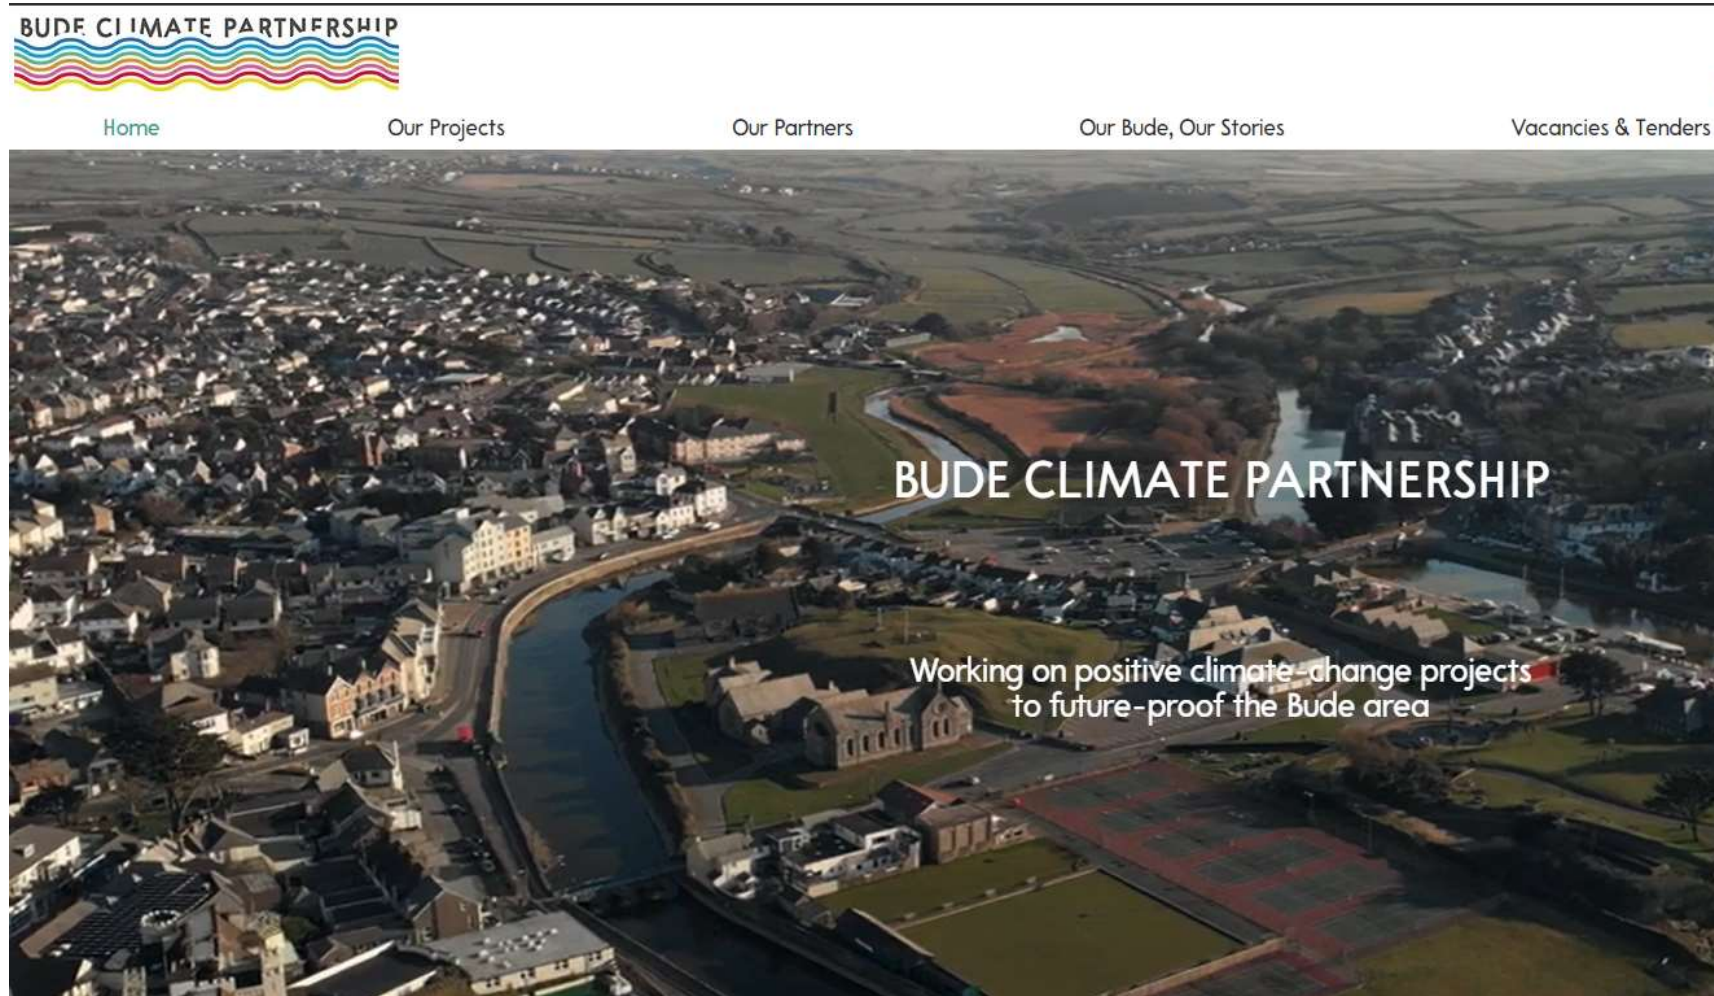 BUDE CLIMATE PARTNERSHIP
Home
Our Projects
Our Partners
Our Bude, Our Stories
Vacancies & Tenders
BUDE CLIMATE PARTNERSHIP
Working on positive climate-change projects
to future-proof the Bude area